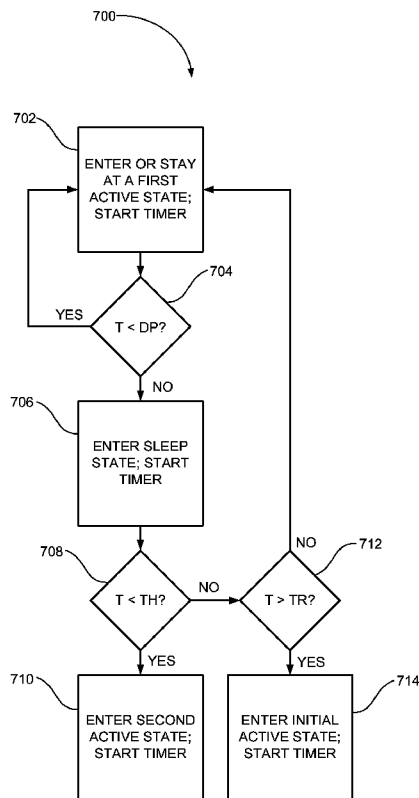 700
702
ENTER OR STAY
AT A FIRST
ACTIVE STATE;
START TIMER
704
YES
T < DP?
NO
706
ENTER SLEEP
STATE; START
TIMER
708
T < TH?
NO
712
NO
T > TR?
YES
YES
710
ENTER SECOND
ACTIVE STATE;
START TIMER
714
ENTER INITIAL
ACTIVE STATE;
START TIMER